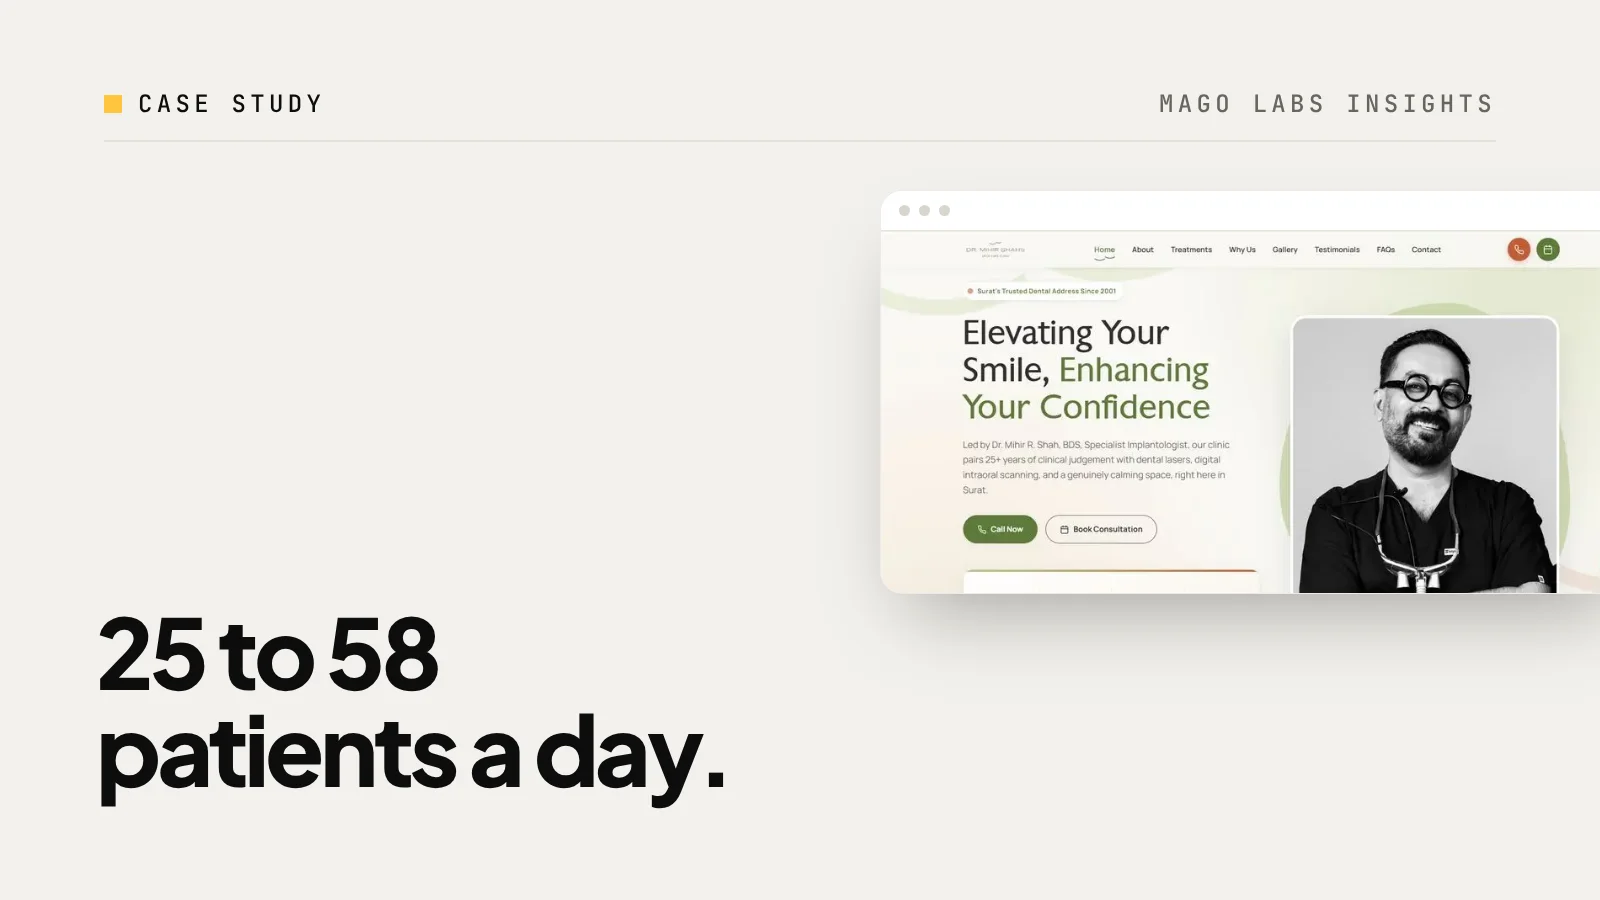 CASE STUDY
MAGO LABS INSIGHTS
DR. MIHIR SHAHS
Home
About
Treatments
Why Us
Gallery
Testimonials
FAQs
Contact
Surat's Trusted Dental Address Since 2001
Elevating Your
Smile, Enhancing
Your Confidence
Led by Dr. Mihir R. Shah, BDS, Specialist Implantologist, our clinic
pairs 25+ years of clinical judgement with dental lasers, digital
intraoral scanning, and a genuinely calming space, right here in
Surat.
Call Now
Book Consultation
25 to 58
patients a day.